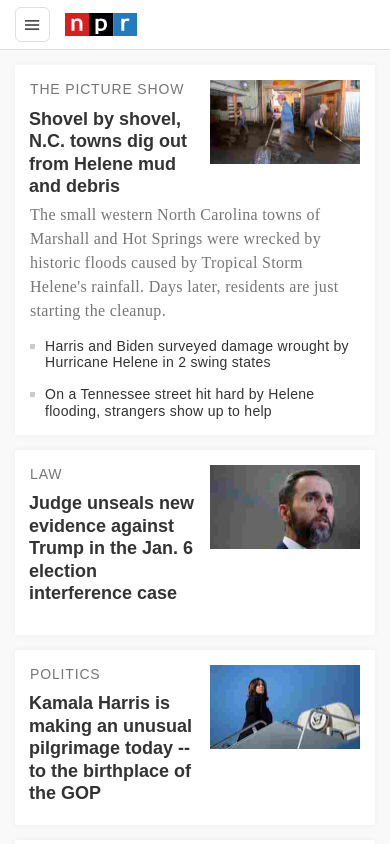 npr
THE PICTURE SHOW
Shovel by shovel,
N.C. towns dig out
from Helene mud
and debris
The small western North Carolina towns of
Marshall and Hot Springs were wrecked by
historic floods caused by Tropical Storm
Helene's rainfall. Days later, residents are just
starting the cleanup.
Harris and Biden surveyed damage wrought by
Hurricane Helene in 2 swing states
On a Tennessee street hit hard by Helene
flooding, strangers show up to help
LAW
Judge unseals new
evidence against
Trump in the Jan. 6
election
interference case
POLITICS
Kamala Harris is
making an unusual
pilgrimage today --
to the birthplace of
the GOP